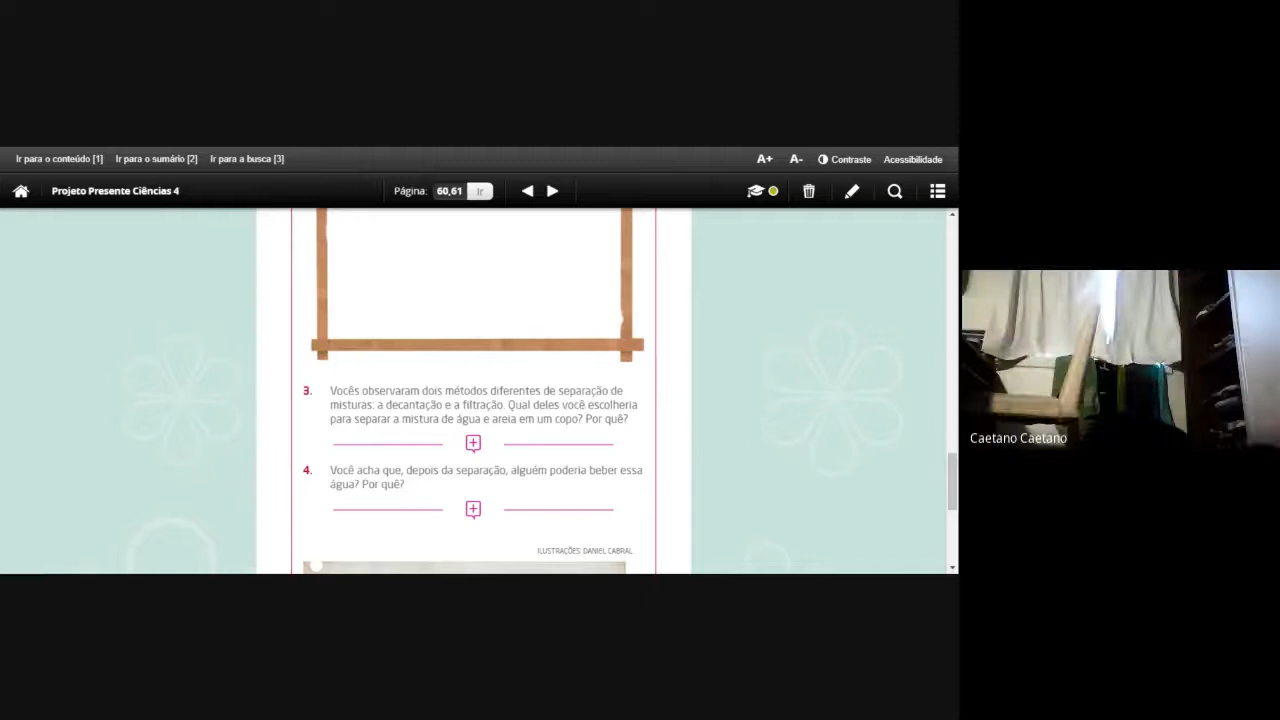 Ir para o conteúdo [1] Ir para o sumário [2] Ir para a busca [3] A+ A- Contraste Acessibilidade
Projeto Presente Ciências 4 Página: 60,61 Ir
3. Vocês observaram dois métodos diferentes de separação de
misturas: a decantação e a filtração. Qual deles você escolheria
para separar a mistura de água e areia em um copo? Por quê?
4. Você acha que, depois da separação, alguém poderia beber essa
água? Por quê?
ILUSTRAÇÕES: DANIEL CABRAL
Caetano Caetano